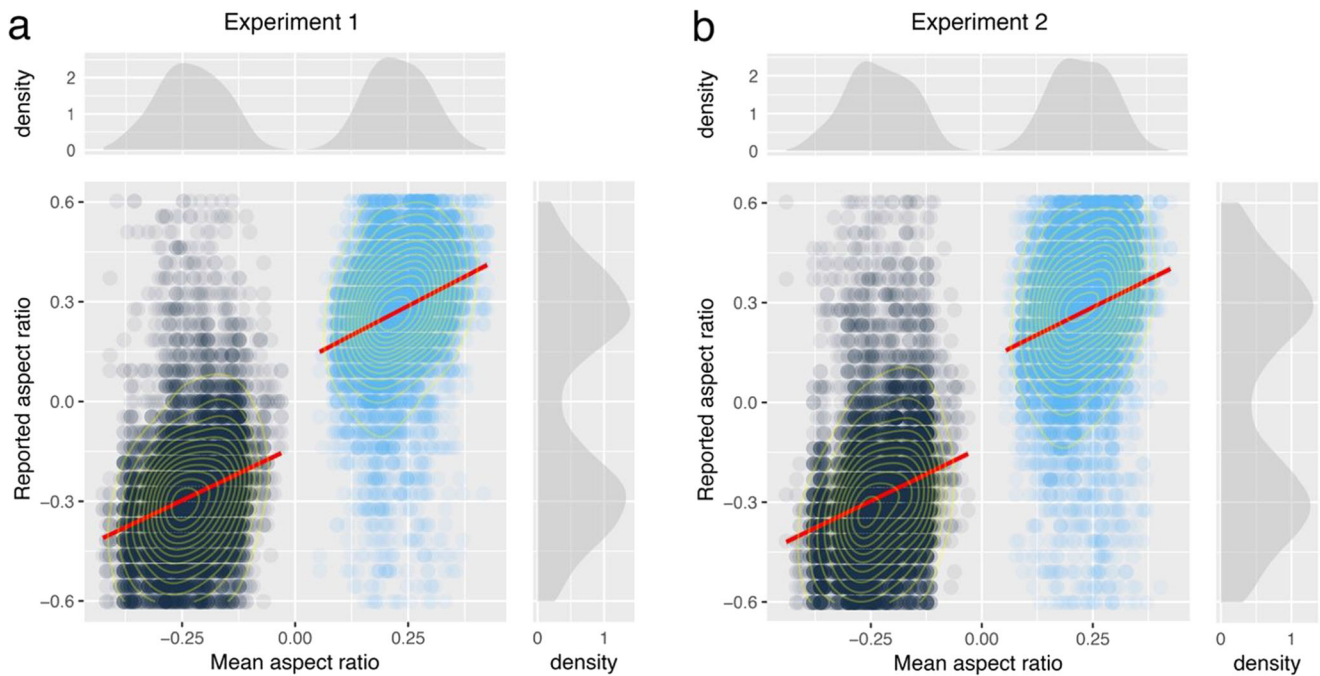 a
Experiment 1
density
2
1
0
Reported aspect ratio
0.6
0.3
0.0
−0.3
−0.6
−0.25
0.00
0.25
Mean aspect ratio
0
1
density
b
Experiment 2
density
2
1
0
Reported aspect ratio
0.6
0.3
0.0
−0.3
−0.6
−0.25
0.00
0.25
Mean aspect ratio
0
1
density